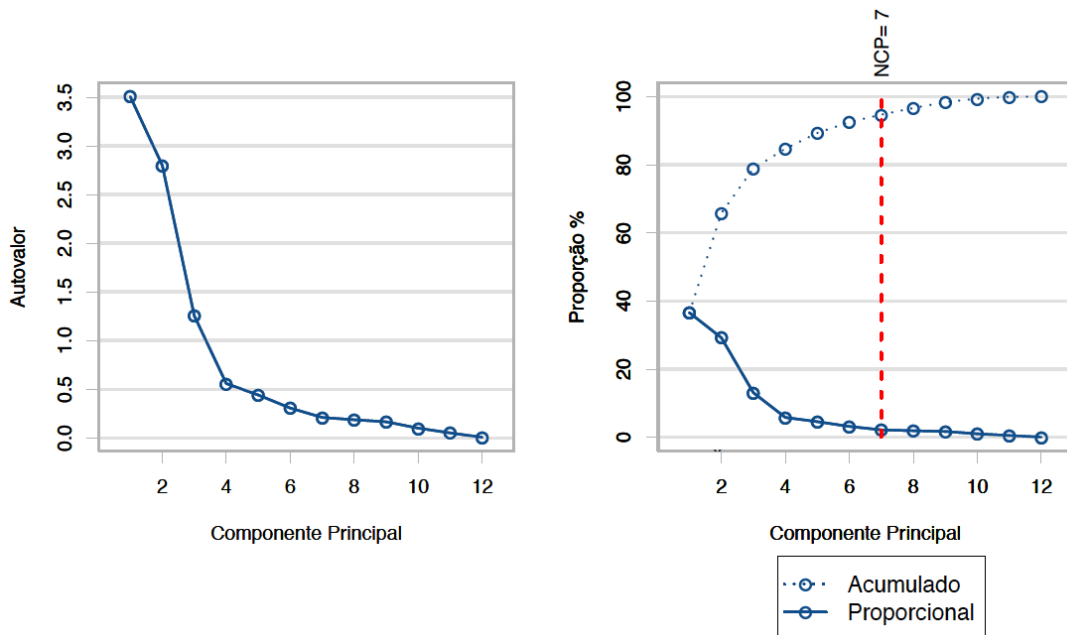 Autovalor
3.5
3.0
2.5
2.0
1.5
1.0
0.5
0.0
2 4 6 8 10 12
Componente Principal
NCP= 7
Proporção %
100
80
60
40
20
0
2 4 6 8 10 12
Componente Principal
Acumulado
Proporcional